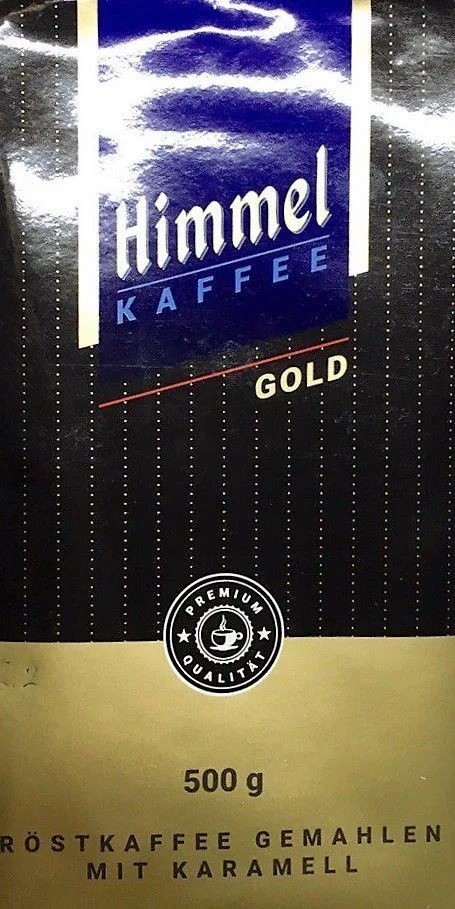 Himmel
KAFFEE
GOLD
PREMIUM
QUALITÄT
500 g
RÖSTKAFFEE GEMAHLEN
MIT KARAMELL